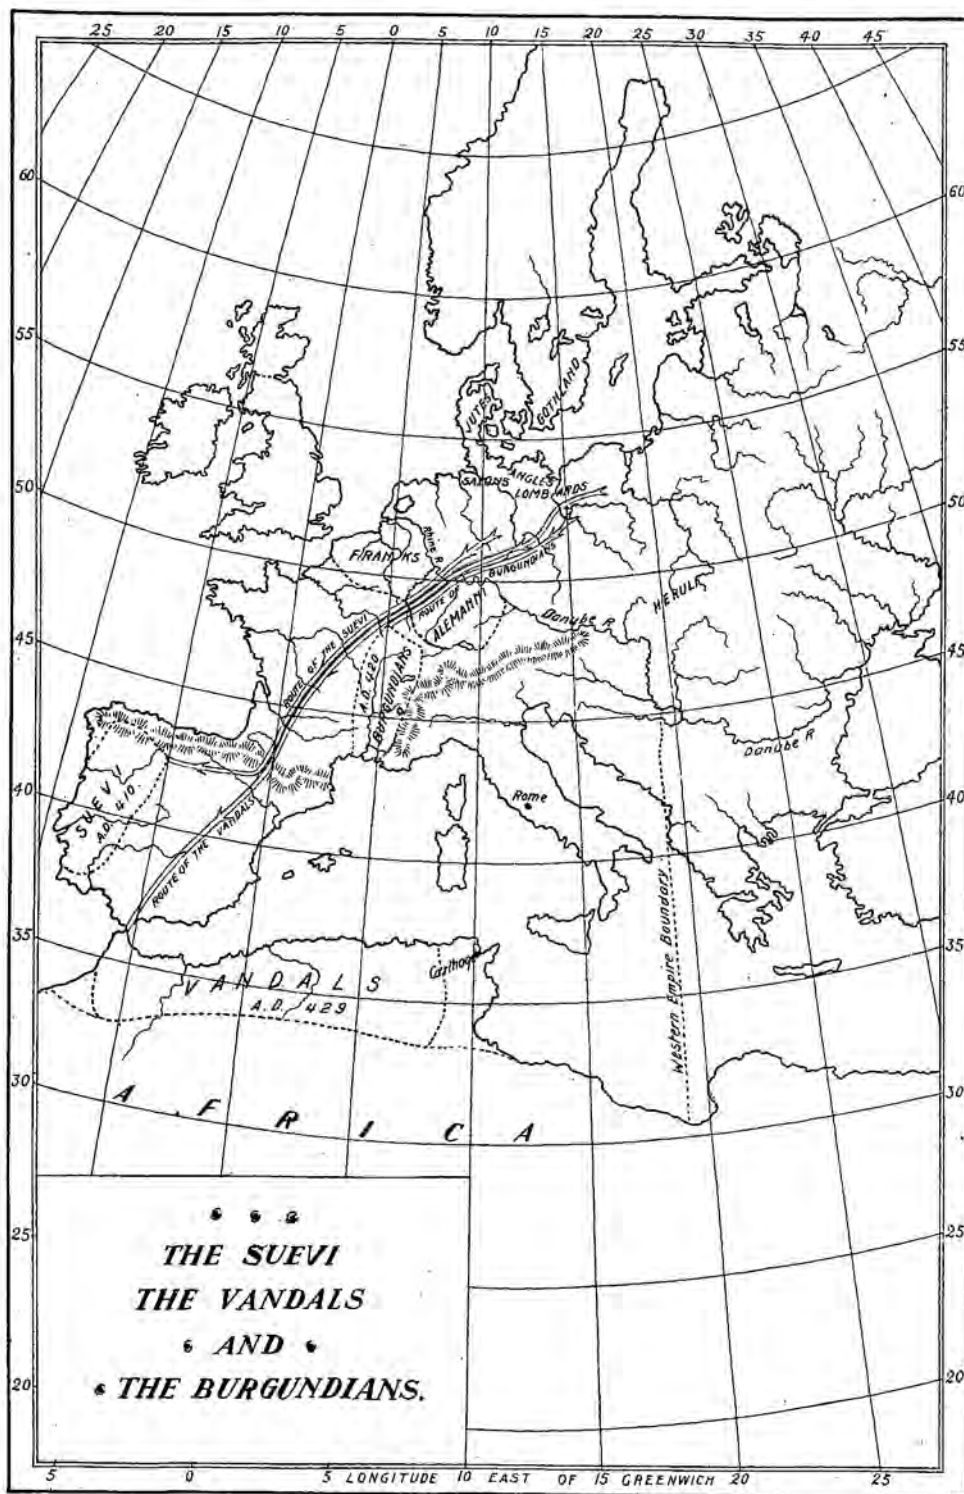 25 20 15 10 5 0 5 10 15 20 25 30 35 40 45
60 60
55 55
50 50
45 45
40 40
35 35
30 30
25 25
20 20
JUTES
GOTHLAND
ANGLES
SAXONS
LOMBARDS
Rhine R
FRANKS
BURGUNDIANS
ROUTE OF
ALEMANNI
HERULI
Danube R
ROUTE OF THE SUEVI
A.D. 420
BURGUNDIANS
Danube R
SUEVI
A.D. 410
ROUTE OF THE VANDALS
Rome
Carthage
VANDALS
A.D. 429
Western Empire Boundary
AFRICA
THE SUEVI
THE VANDALS
AND
THE BURGUNDIANS.
5 0 5 10 15 20 25
LONGITUDE EAST OF GREENWICH